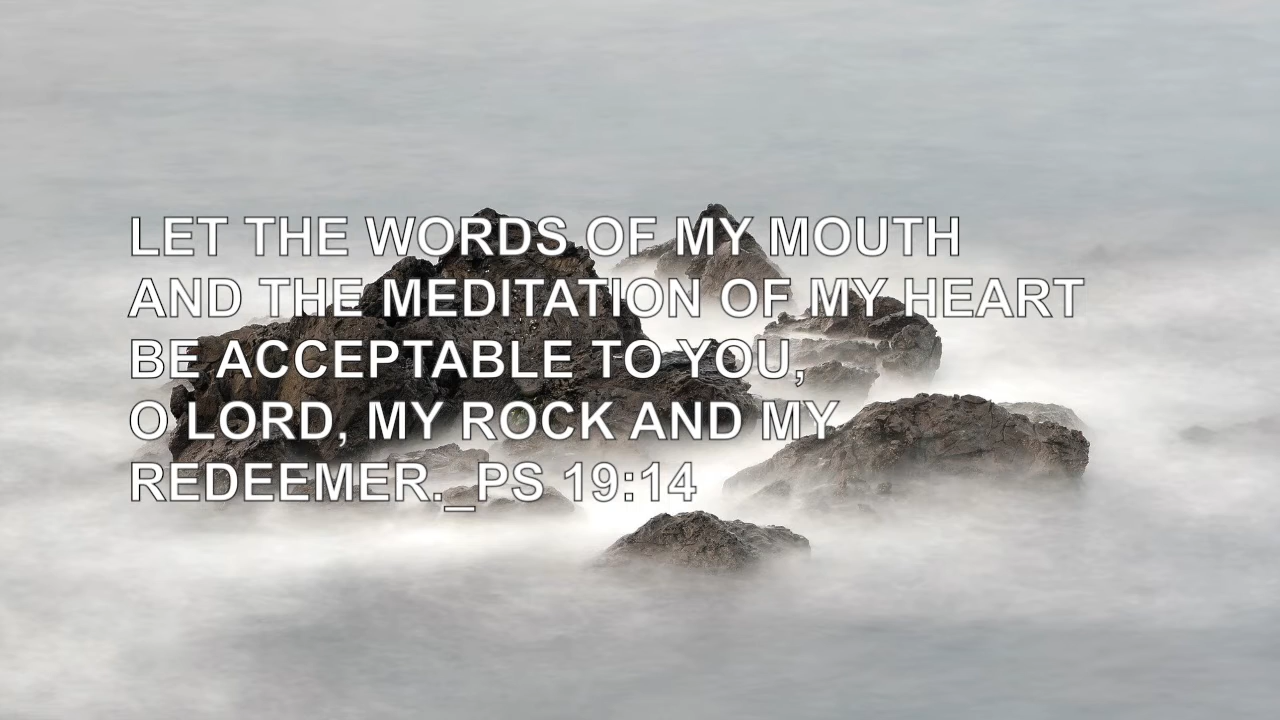 LET THE WORDS OF MY MOUTH
AND THE MEDITATION OF MY HEART
BE ACCEPTABLE TO YOU,
O LORD, MY ROCK AND MY
REDEEMER._PS 19:14